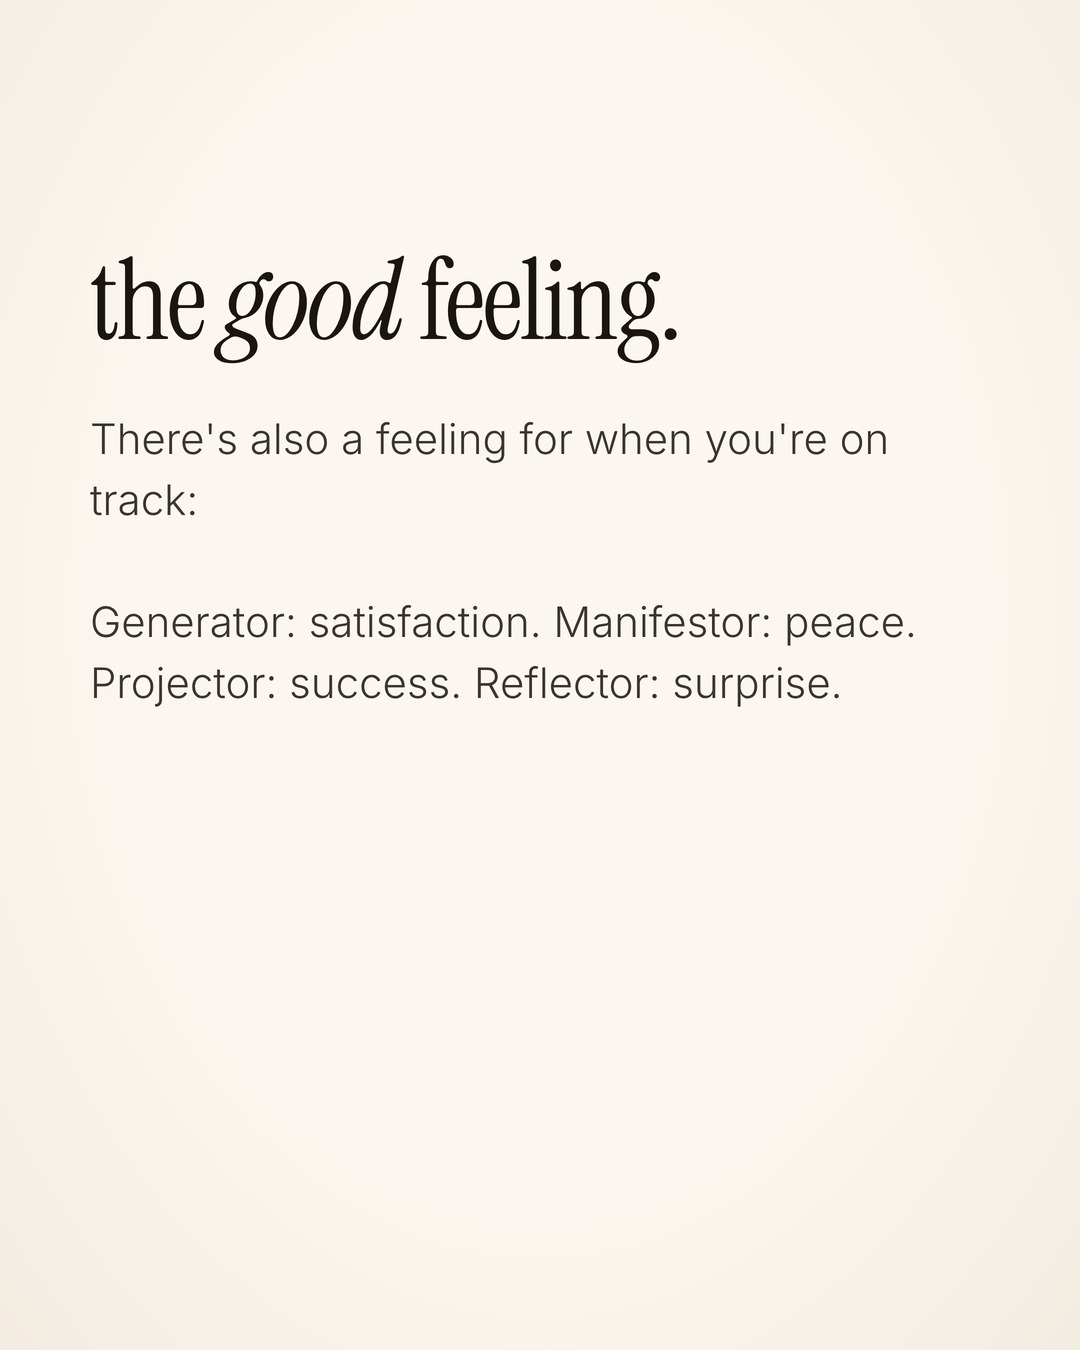 the good feeling.
There's also a feeling for when you're on
track:
Generator: satisfaction. Manifestor: peace.
Projector: success. Reflector: surprise.